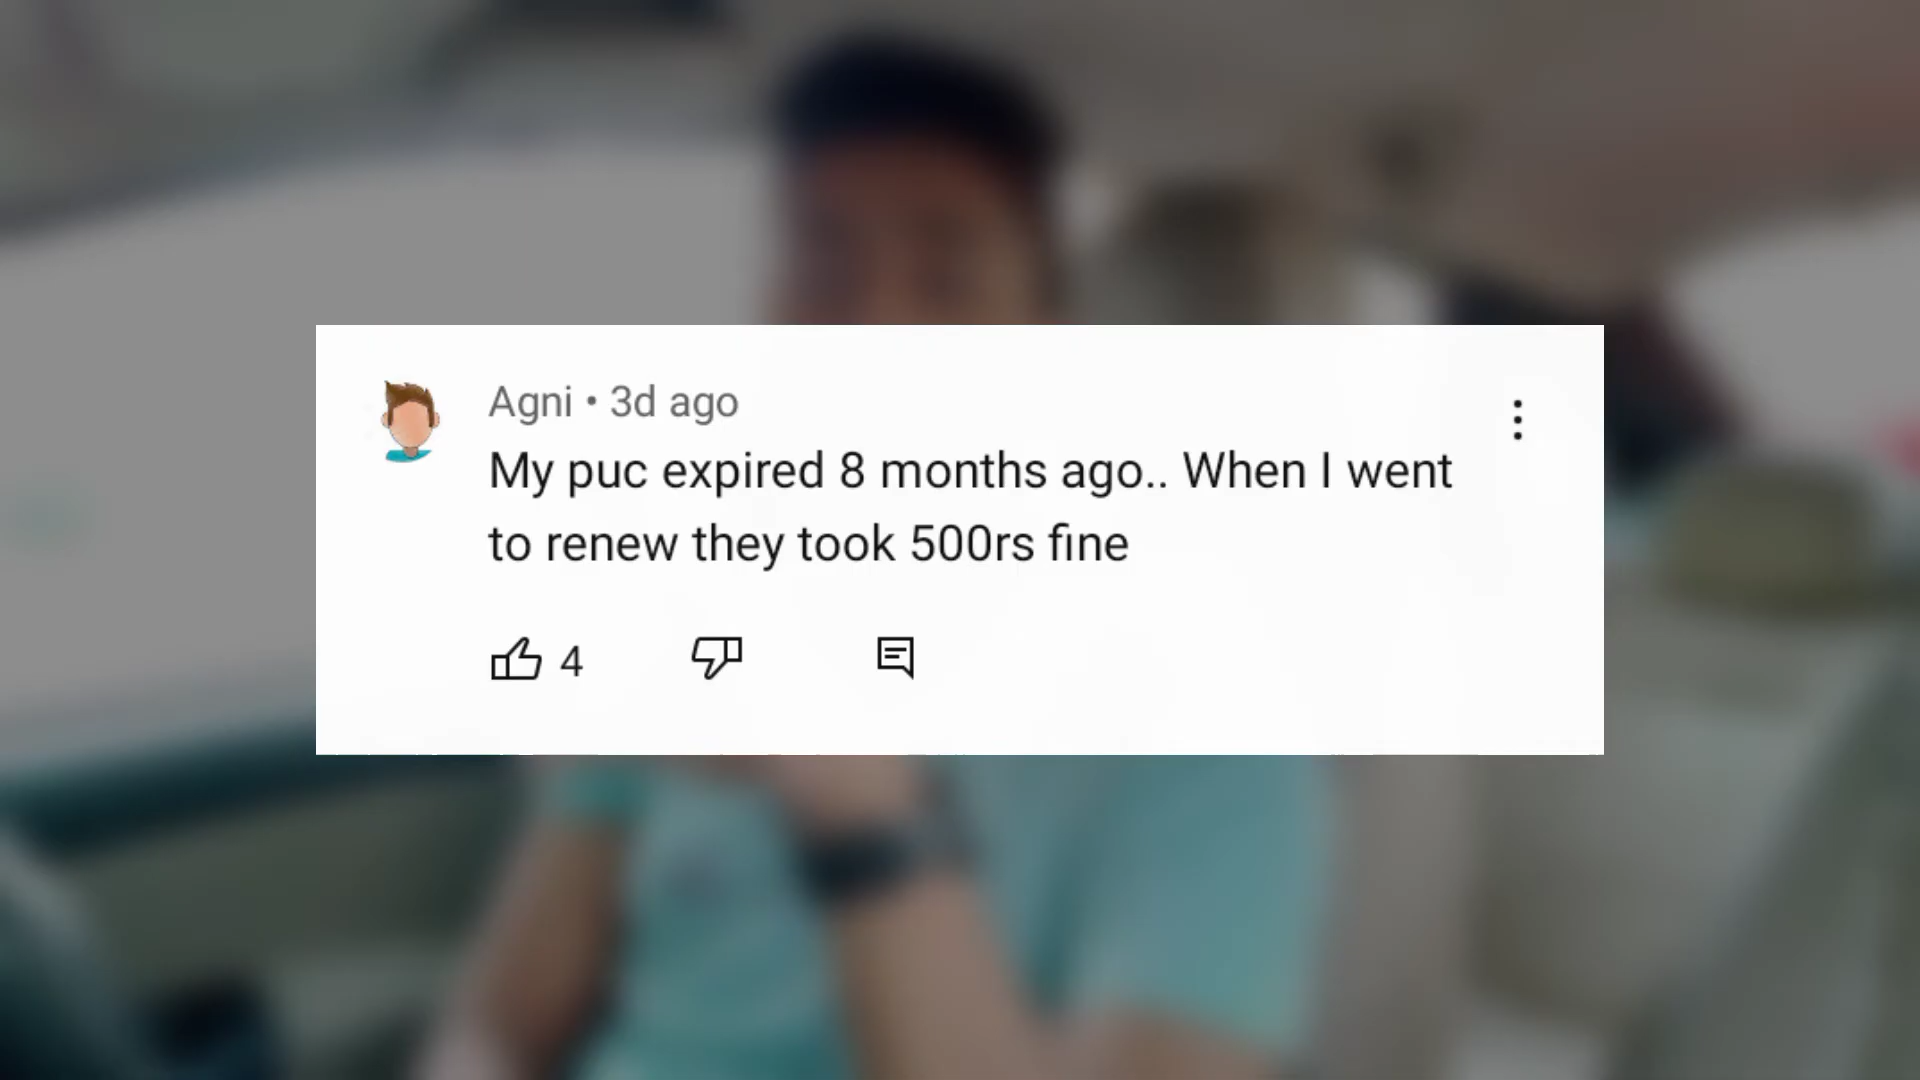 Agni • 3d ago
My puc expired 8 months ago.. When I went
to renew they took 500rs fine
4